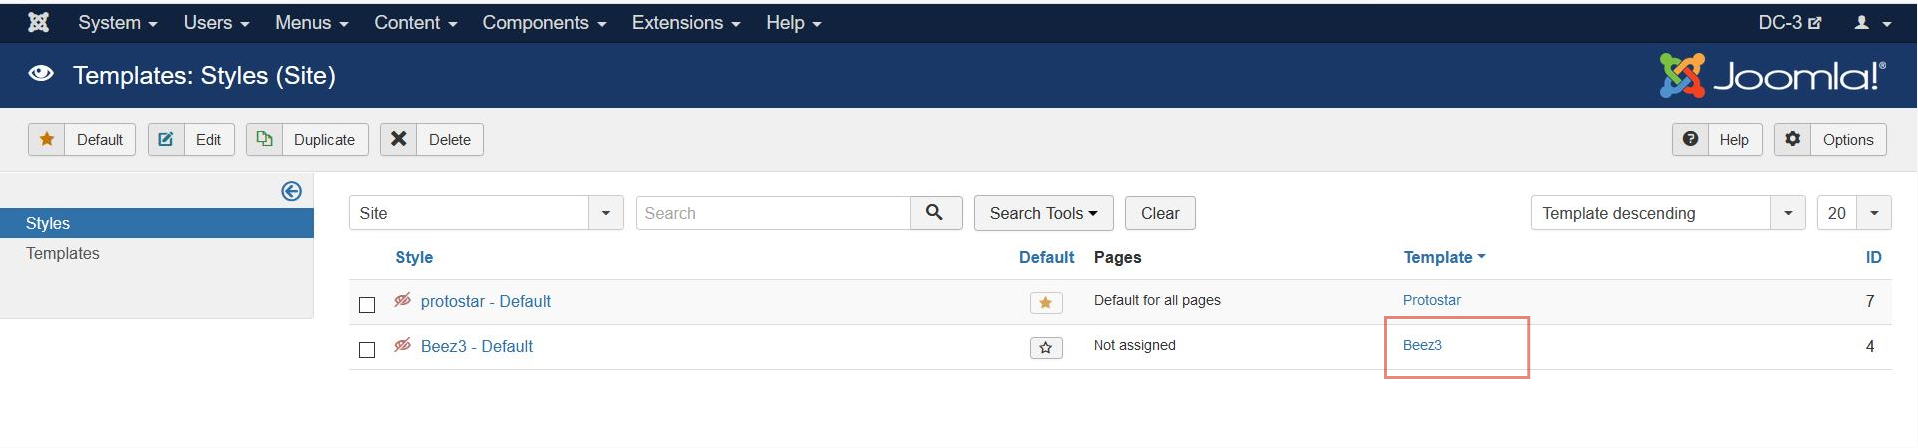 System Users Menus Content Components Extensions Help DC-3
Templates: Styles (Site) Joomla!®
Default Edit Duplicate Delete Help Options
Styles
Templates
Site Search Search Tools Clear Template descending 20
Style Default Pages Template ID
protostar - Default Default for all pages Protostar 7
Beez3 - Default Not assigned Beez3 4